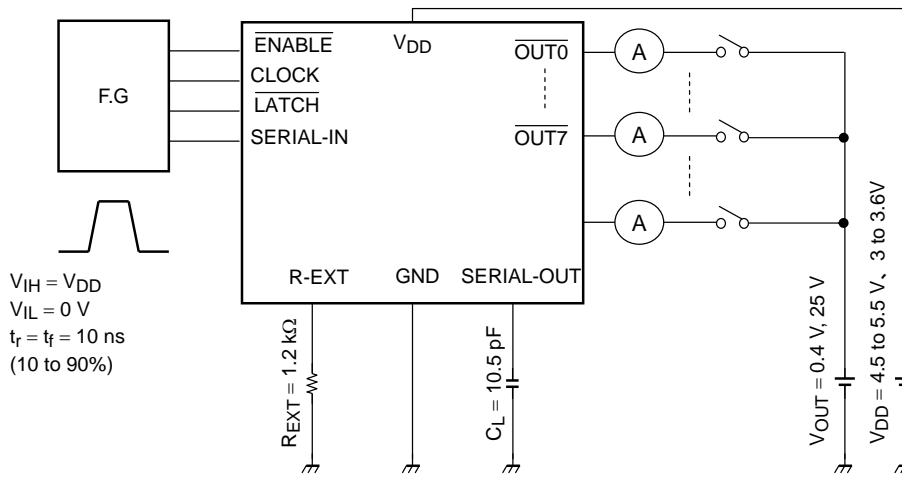 F.G
ENABLE
CLOCK
LATCH
SERIAL-IN
VDD
OUT0
OUT7
A
A
A
R-EXT
GND
SERIAL-OUT
VIH = VDD
VIL = 0 V
tr = tf = 10 ns
(10 to 90%)
REXT = 1.2 kΩ
CL = 10.5 pF
VOUT = 0.4 V, 25 V
VDD = 4.5 to 5.5 V、3 to 3.6V